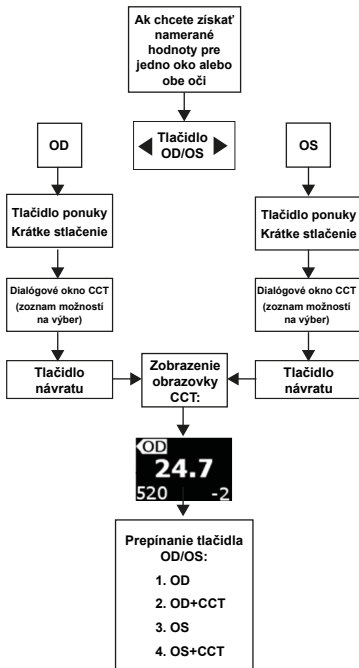 Ak chcete získať
namerané
hodnoty pre
jedno oko alebo
obe oči
Tlačidlo
OD/OS
OD
OS
Tlačidlo ponuky
Krátke stlačenie
Tlačidlo ponuky
Krátke stlačenie
Dialógové okno CCT
(zoznam možností
na výber)
Dialógové okno CCT
(zoznam možností
na výber)
Tlačidlo
návratu
Zobrazenie
obrazovky
CCT:
Tlačidlo
návratu
OD
24.7
520 -2
Prepínanie tlačidla
OD/OS:
1. OD
2. OD+CCT
3. OS
4. OS+CCT